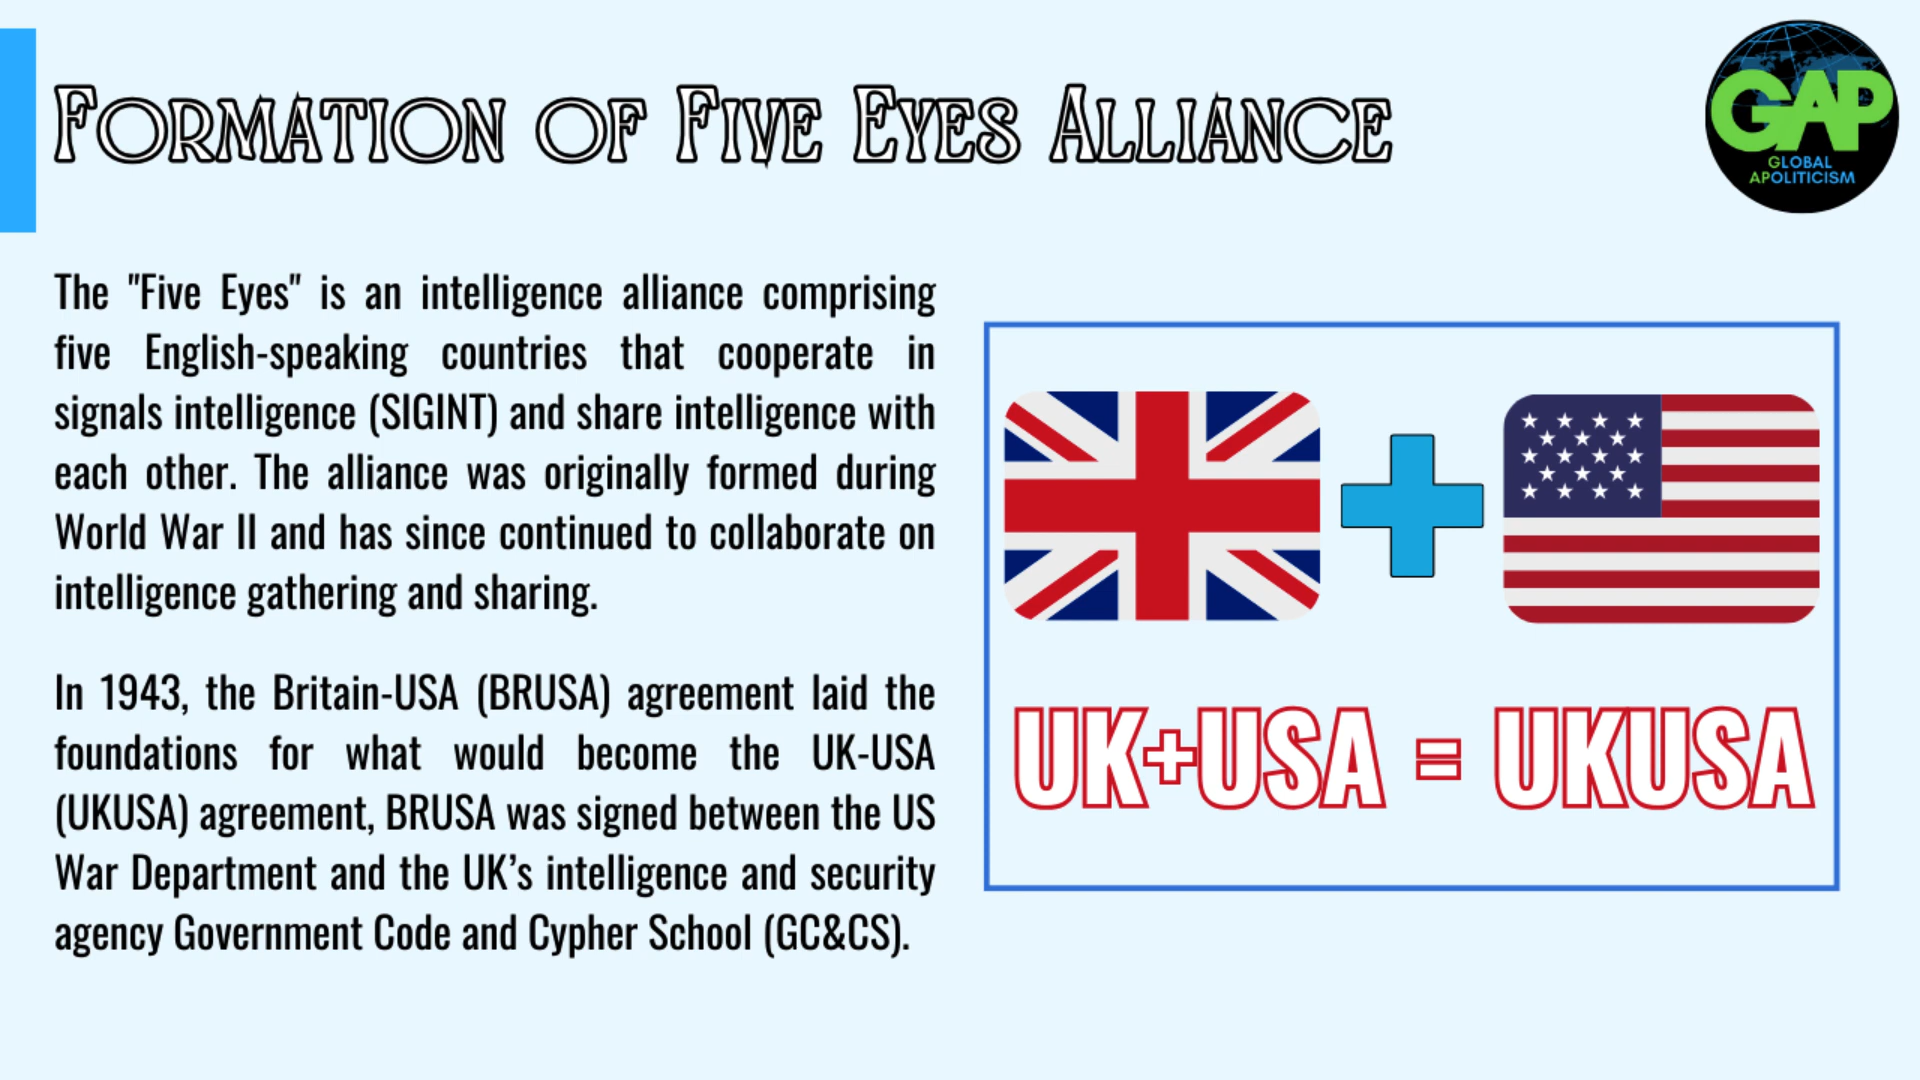 FORMATION OF FIVE EYES ALLIANCE
GAP
GLOBAL
APOLITICISM
The "Five Eyes" is an intelligence alliance comprising
five English-speaking countries that cooperate in
signals intelligence (SIGINT) and share intelligence with
each other. The alliance was originally formed during
World War II and has since continued to collaborate on
intelligence gathering and sharing.
In 1943, the Britain-USA (BRUSA) agreement laid the
foundations for what would become the UK-USA
(UKUSA) agreement, BRUSA was signed between the US
War Department and the UK’s intelligence and security
agency Government Code and Cypher School (GC&CS).
UK+USA = UKUSA